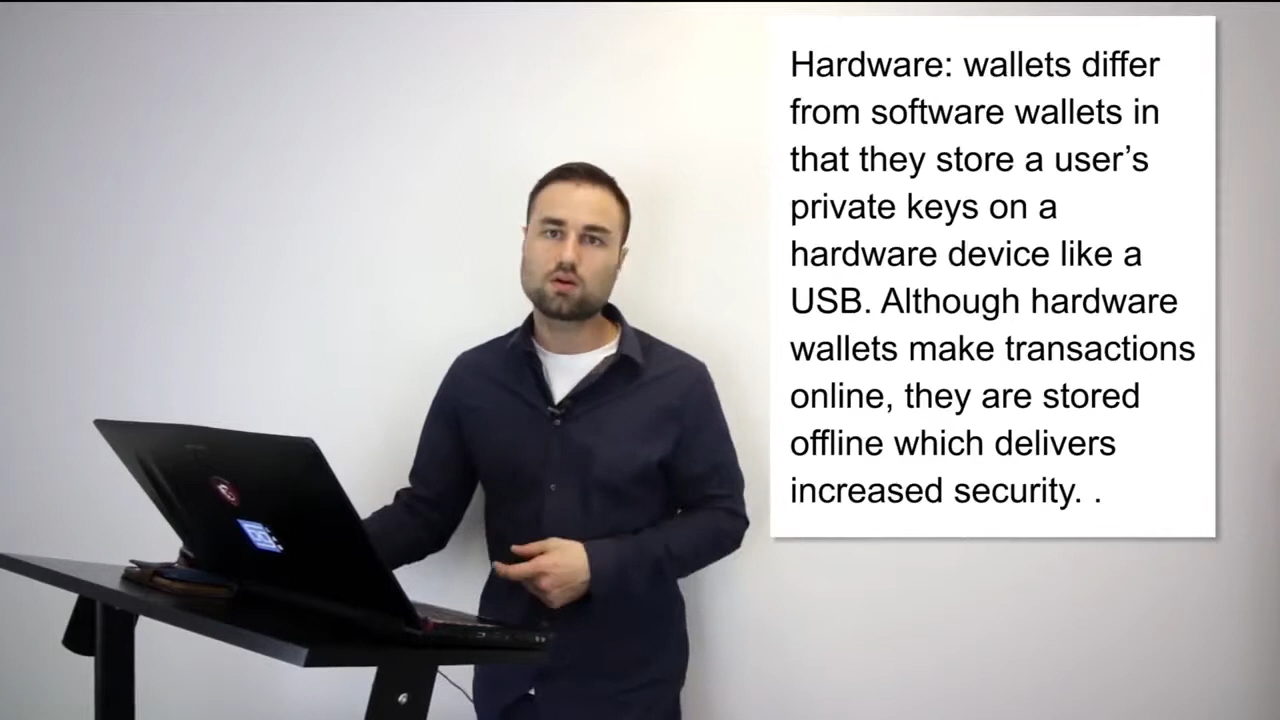 Hardware: wallets differ
from software wallets in
that they store a user’s
private keys on a
hardware device like a
USB. Although hardware
wallets make transactions
online, they are stored
offline which delivers
increased security. .